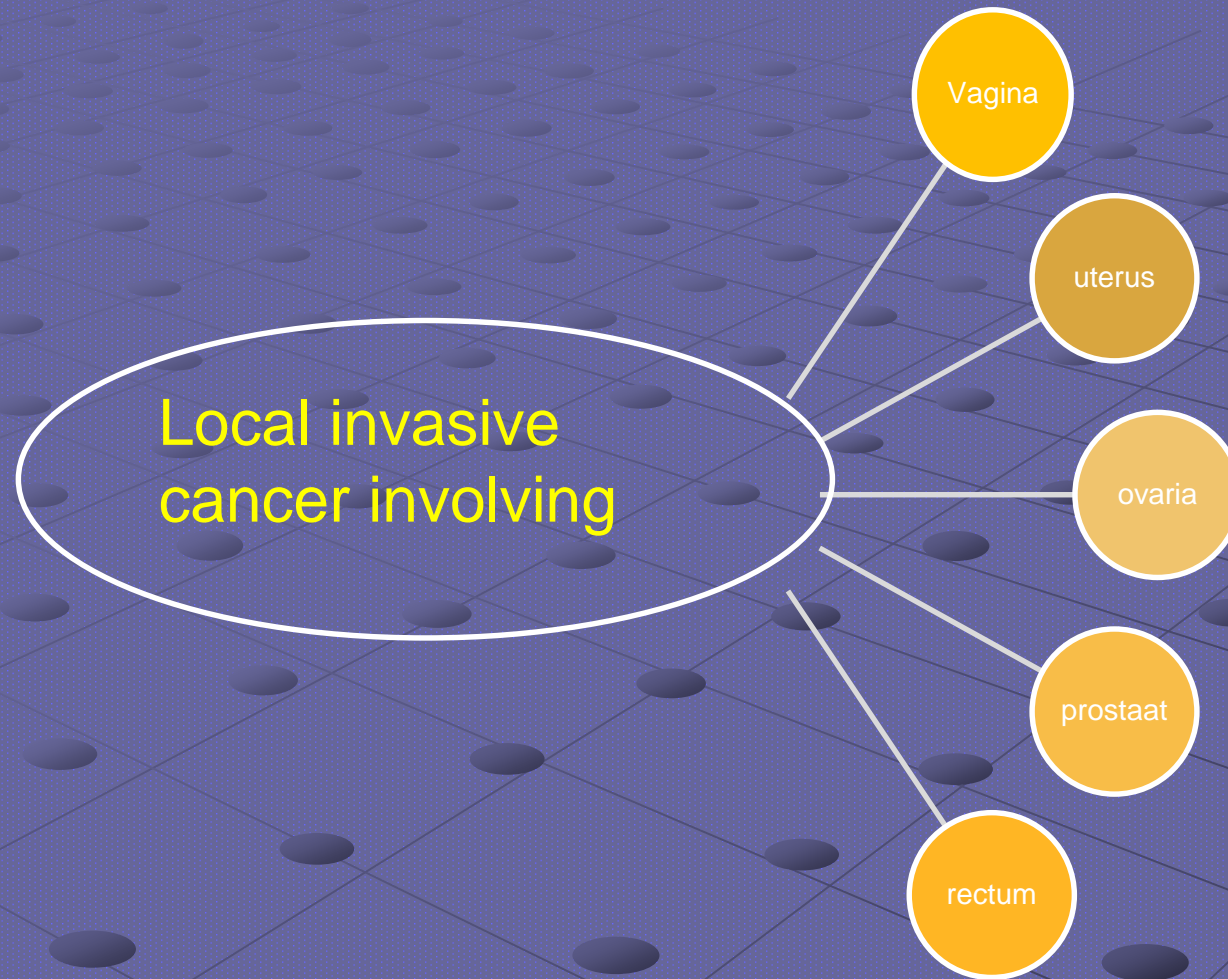 Local invasive
cancer involving
Vagina
uterus
ovaria
prostaat
rectum